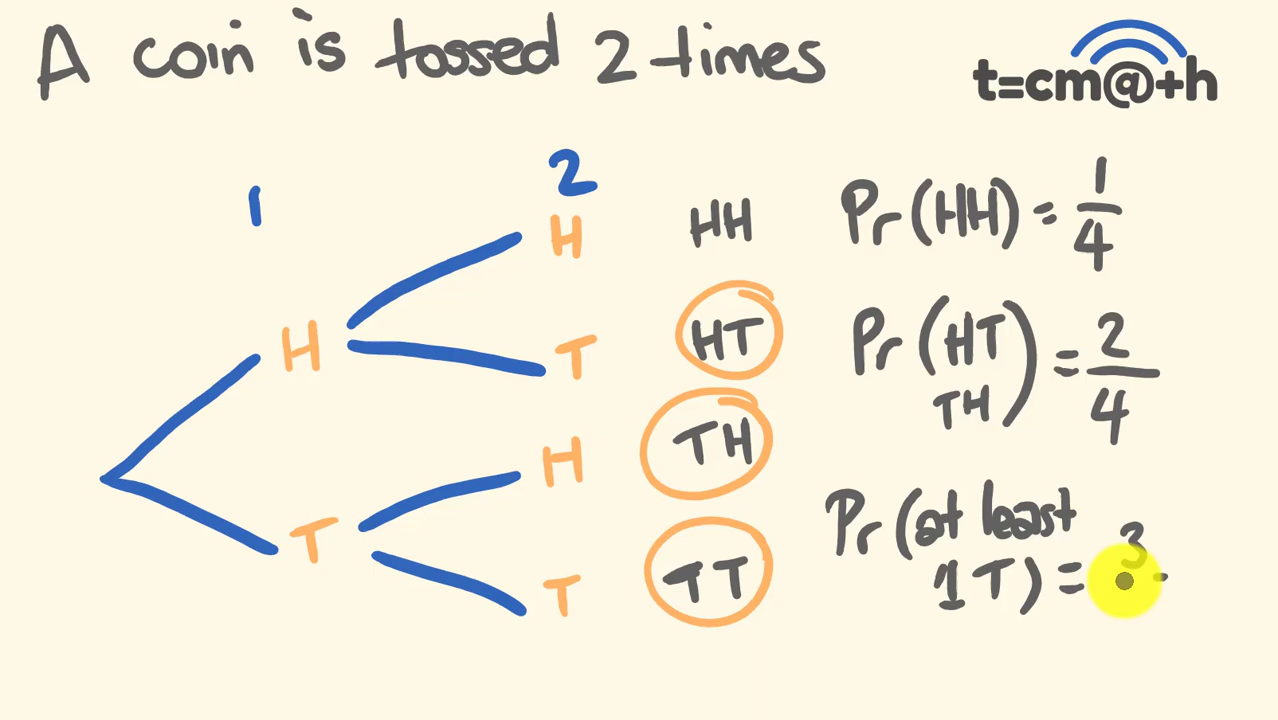 A coin is tossed 2 times
t=cm@+h
1
2
H
HH
Pr(HH) = 1/4
H
T
HT
Pr(HT
TH) = 2/4
T
H
TH
T
TT
Pr(at least
1T) = 3